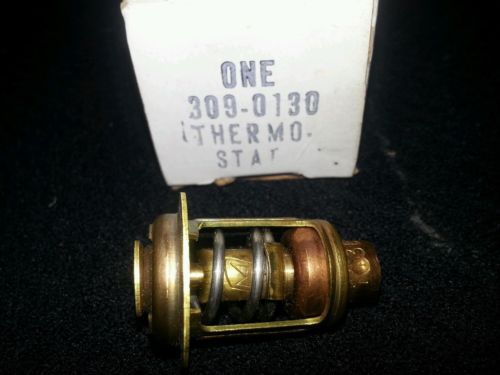 ONE
309-0130
THERMO.
STAT